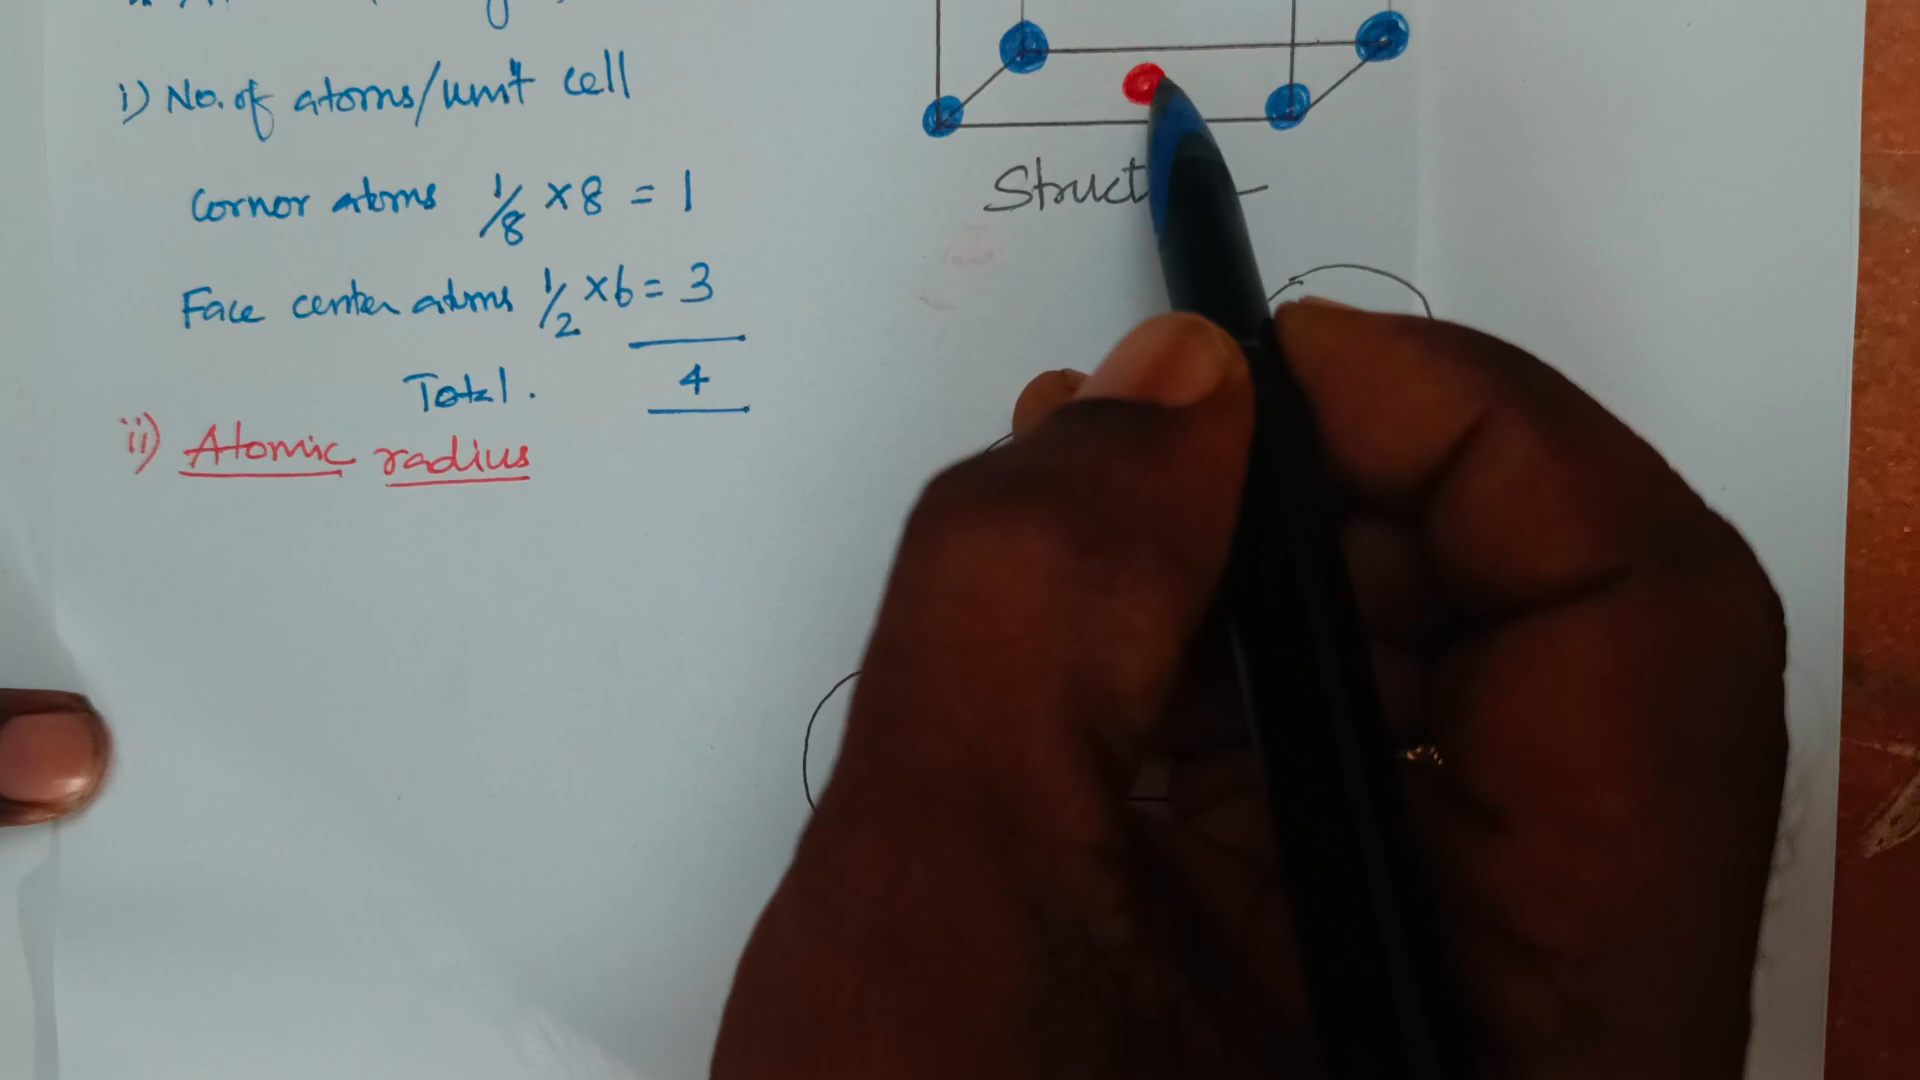 i) No. of atoms/unit cell
Cornor atoms 1/8 × 8 = 1
Face center atoms 1/2 × 6 = 3
Total. 4
ii) Atomic radius
Struct